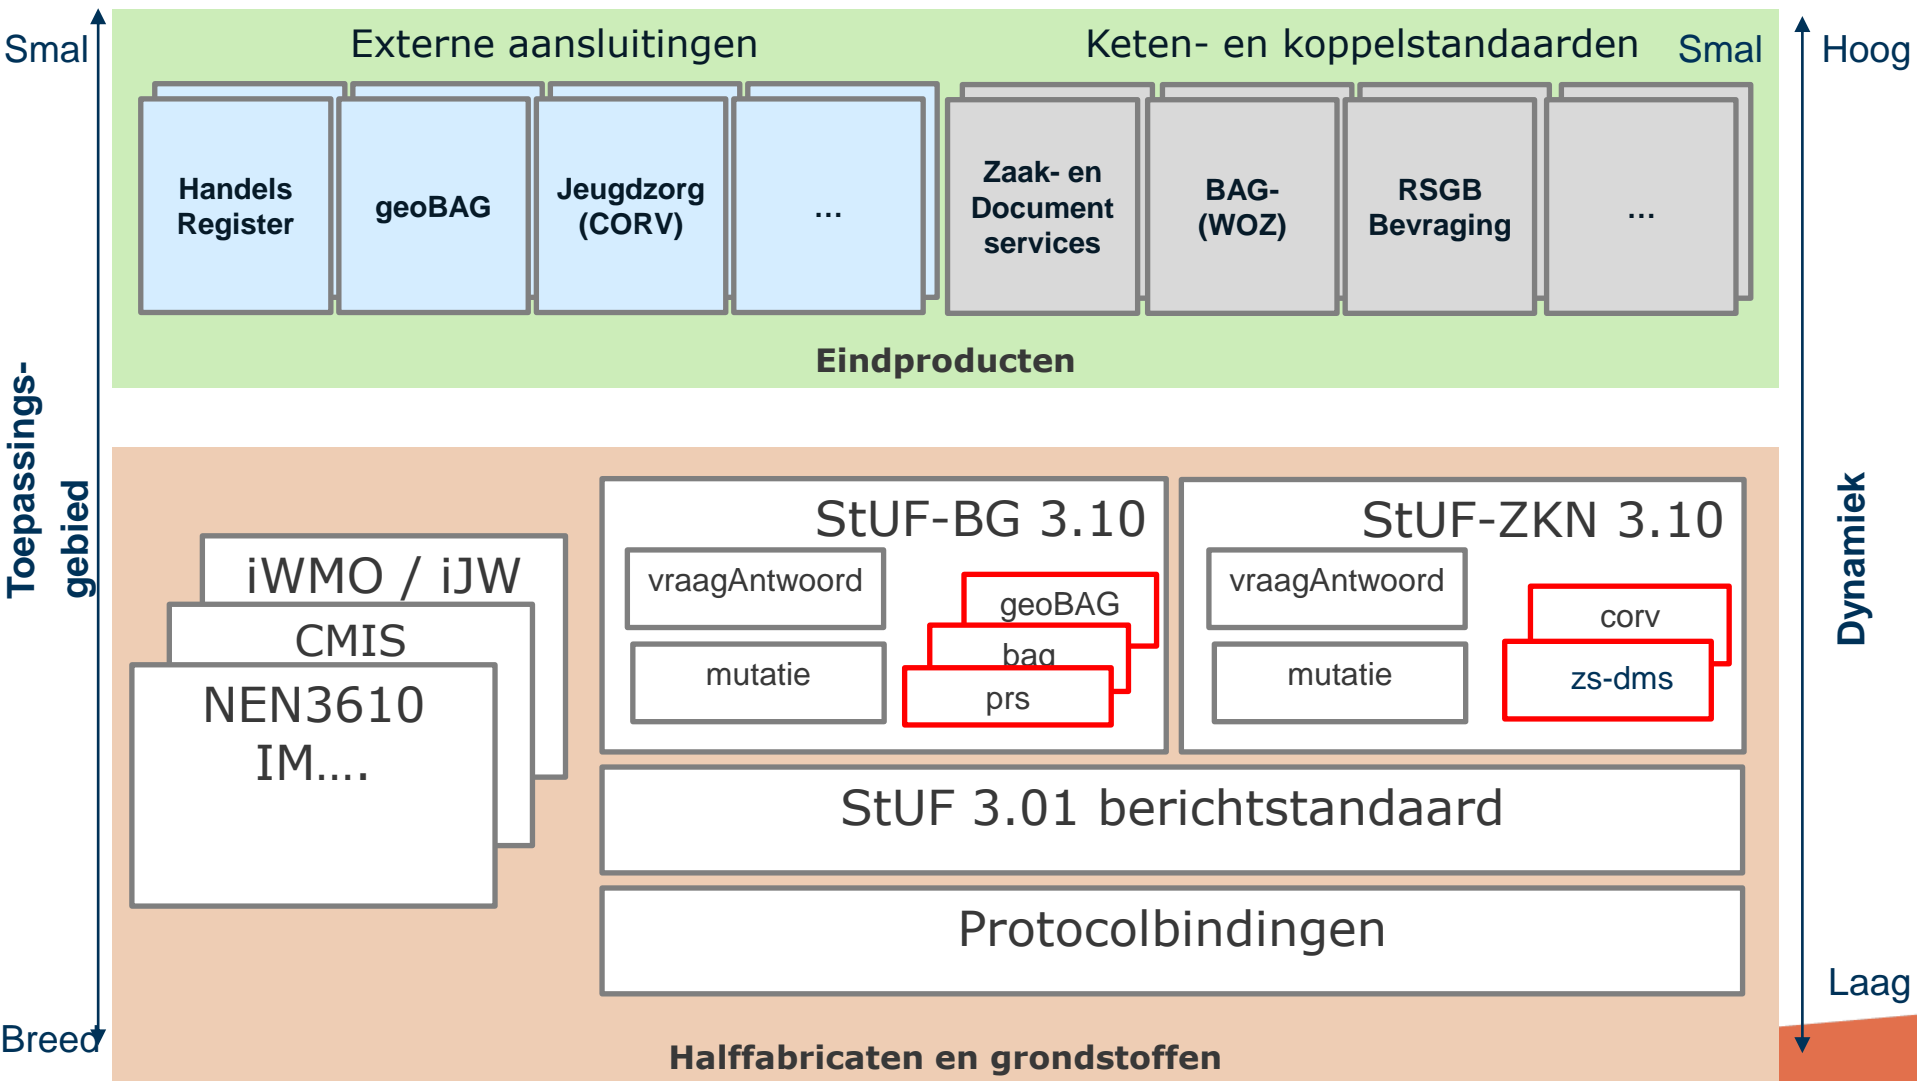 Smal
Externe aansluitingen
Keten- en koppelstandaarden
Smal
Hoog
Handels
Register
geoBAG
Jeugdzorg
(CORV)
...
Zaak- en
Document
services
BAG-
(WOZ)
RSGB
Bevraging
...
Eindproducten
Toepassings-
gebied
Dynamiek
iWMO / iJW
CMIS
NEN3610
IM....
StUF-BG 3.10
vraagAntwoord
mutatie
geoBAG
bag
prs
StUF-ZKN 3.10
vraagAntwoord
mutatie
corv
zs-dms
StUF 3.01 berichtstandaard
Protocolbindingen
Laag
Breed
Halffabricaten en grondstoffen